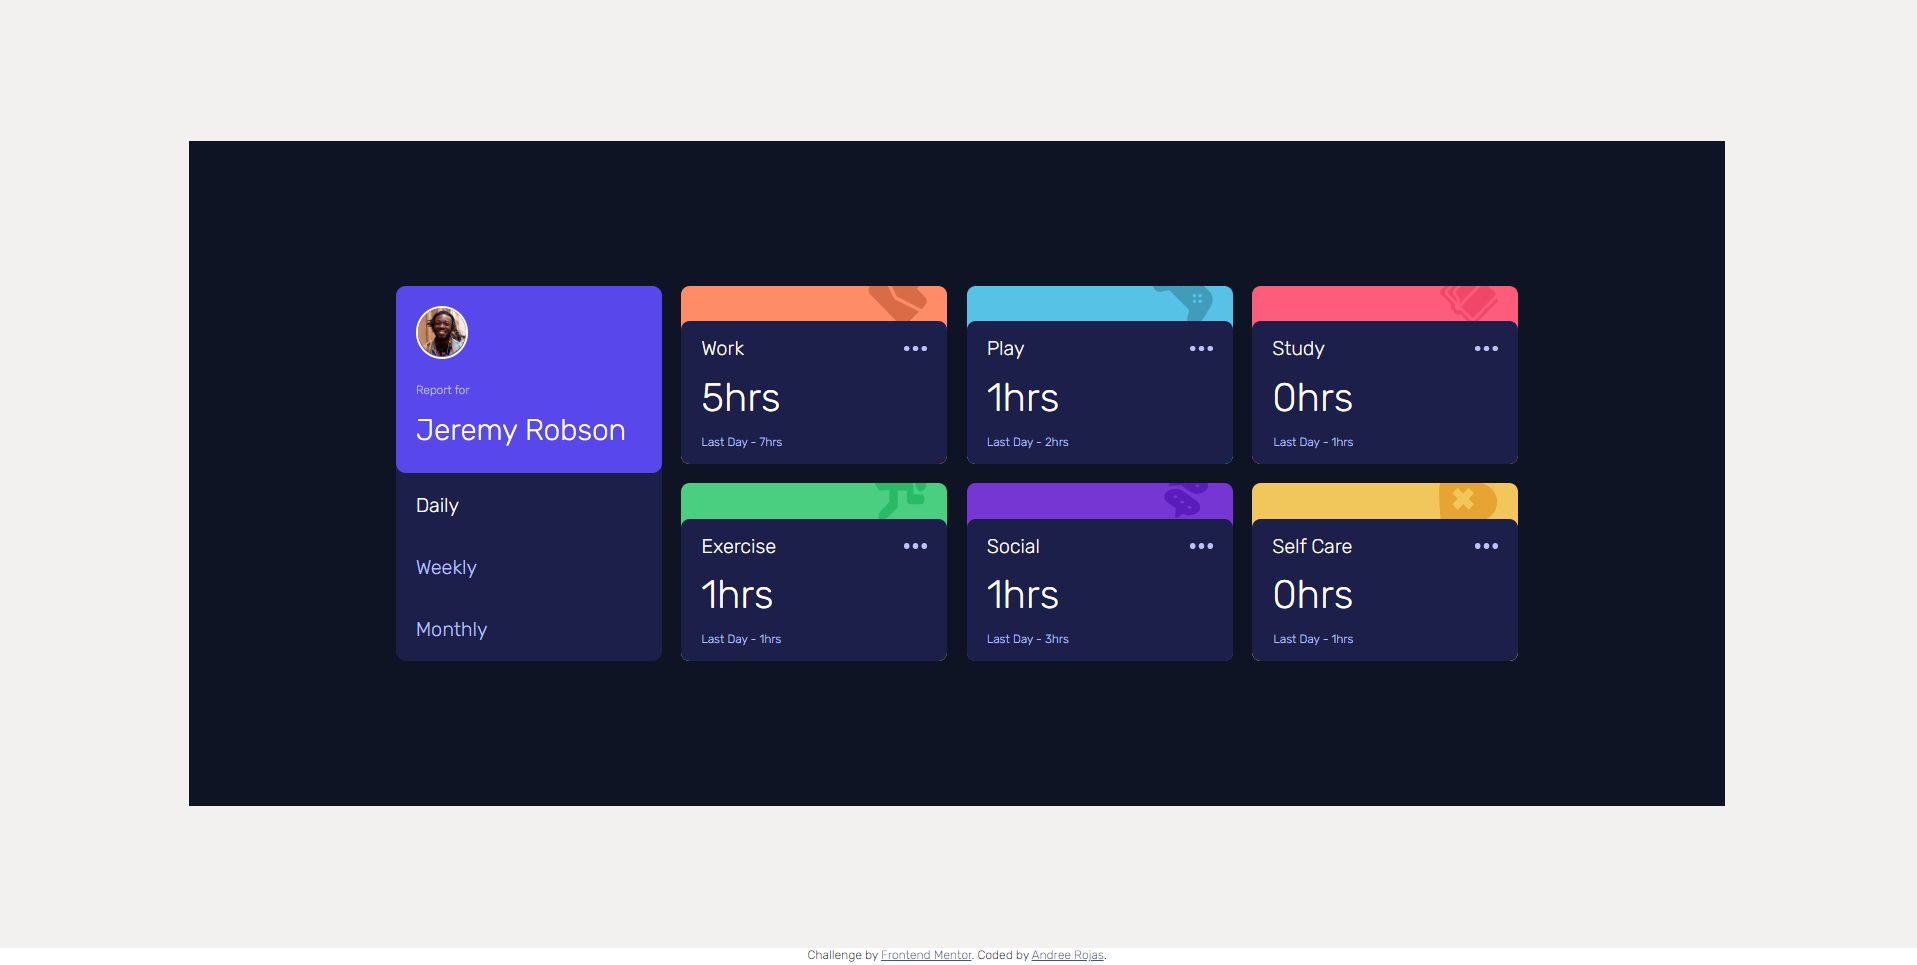 Report for
Jeremy Robson
Daily
Weekly
Monthly
Work
5hrs
Last Day - 7hrs
Play
1hrs
Last Day - 2hrs
Study
0hrs
Last Day - 1hrs
Exercise
1hrs
Last Day - 1hrs
Social
1hrs
Last Day - 3hrs
Self Care
0hrs
Last Day - 1hrs
Challenge by Frontend Mentor. Coded by Andree Rojas.